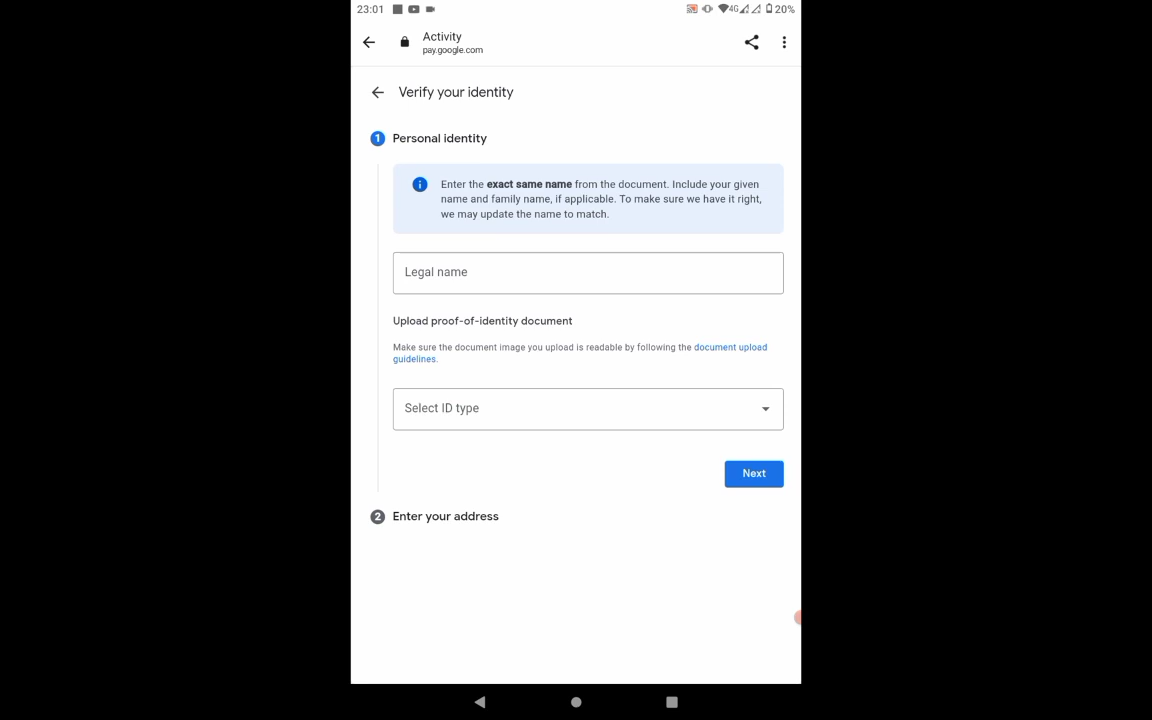 23:01 4G 20%
Activity
pay.google.com
Verify your identity
1 Personal identity
Enter the exact same name from the document. Include your given
name and family name, if applicable. To make sure we have it right,
we may update the name to match.
Legal name
Upload proof-of-identity document
Make sure the document image you upload is readable by following the document upload
guidelines.
Select ID type
Next
2 Enter your address